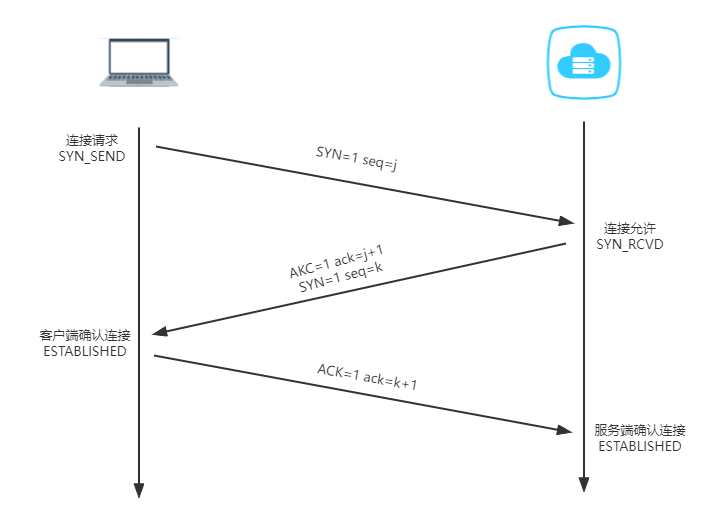 连接请求
SYN_SEND
SYN=1 seq=j
连接允许
SYN_RCVD
AKC=1 ack=j+1
SYN=1 seq=k
客户端确认连接
ESTABLISHED
ACK=1 ack=k+1
服务端确认连接
ESTABLISHED